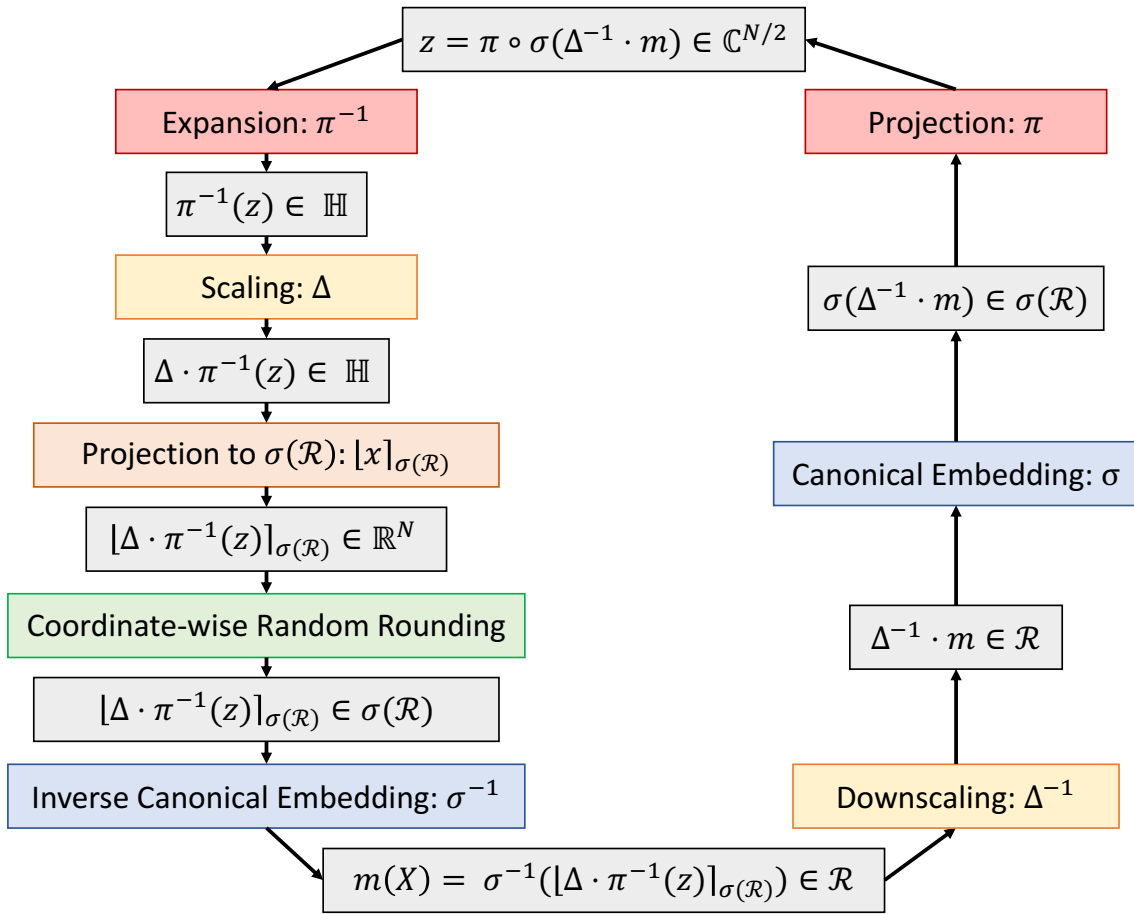 z = π ∘ σ(Δ⁻¹ · m) ∈ ℂ^{N/2}
Expansion: π⁻¹
π⁻¹(z) ∈ ℍ
Scaling: Δ
Δ · π⁻¹(z) ∈ ℍ
Projection to σ(ℛ): ⌊x⌉_{σ(ℛ)}
⌊Δ · π⁻¹(z)⌉_{σ(ℛ)} ∈ ℝ^N
Coordinate-wise Random Rounding
⌊Δ · π⁻¹(z)⌉_{σ(ℛ)} ∈ σ(ℛ)
Inverse Canonical Embedding: σ⁻¹
m(X) = σ⁻¹(⌊Δ · π⁻¹(z)⌉_{σ(ℛ)}) ∈ ℛ
Downscaling: Δ⁻¹
Δ⁻¹ · m ∈ ℛ
Canonical Embedding: σ
σ(Δ⁻¹ · m) ∈ σ(ℛ)
Projection: π